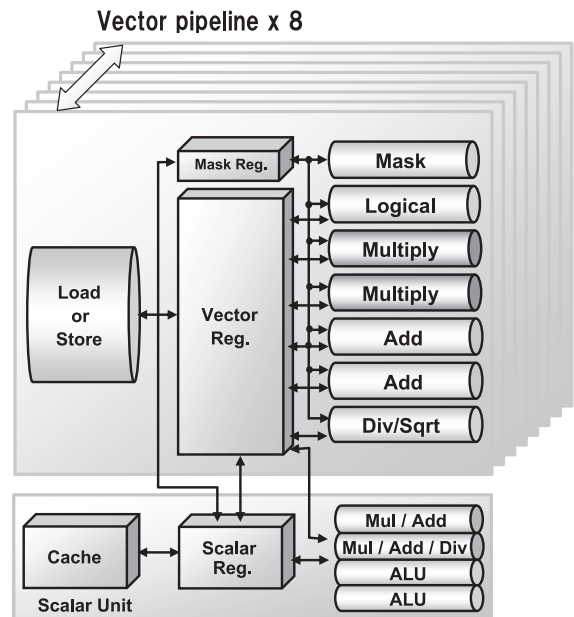 Vector pipeline x 8
Mask Reg.
Mask
Logical
Multiply
Multiply
Add
Add
Div/Sqrt
Load
or
Store
Vector
Reg.
Mul / Add
Mul / Add / Div
ALU
ALU
Cache
Scalar
Reg.
Scalar Unit